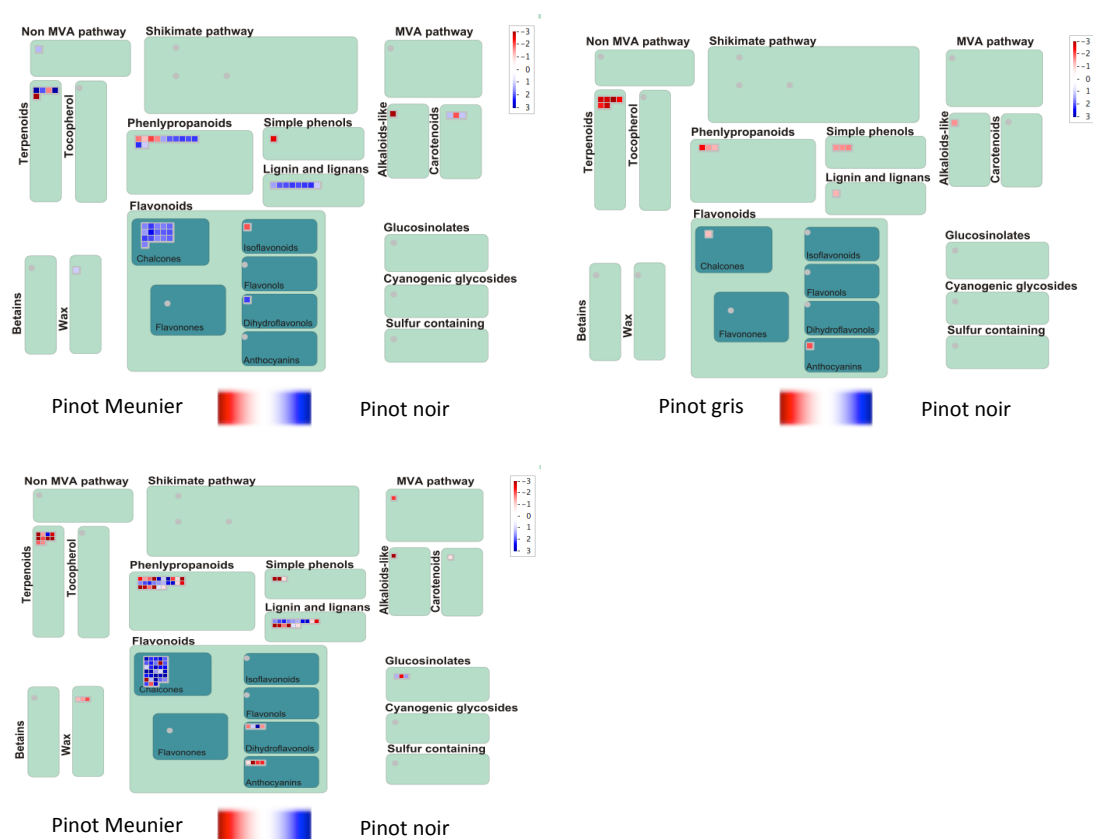 Non MVA pathway
Shikimate pathway
MVA pathway
-3
-2
-1
0
1
2
3
Terpenoids
Tocopherol
Phenlypropanoids
Simple phenols
Alkaloids-like
Carotenoids
Lignin and lignans
Flavonoids
Chalcones
Isoflavonoids
Flavonols
Flavonones
Dihydroflavonols
Anthocyanins
Glucosinolates
Cyanogenic glycosides
Sulfur containing
Betains
Wax
Pinot Meunier
Pinot noir
Non MVA pathway
Shikimate pathway
MVA pathway
-3
-2
-1
0
1
2
3
Terpenoids
Tocopherol
Phenlypropanoids
Simple phenols
Alkaloids-like
Carotenoids
Lignin and lignans
Flavonoids
Chalcones
Isoflavonoids
Flavonols
Flavonones
Dihydroflavonols
Anthocyanins
Glucosinolates
Cyanogenic glycosides
Sulfur containing
Betains
Wax
Pinot gris
Pinot noir
Non MVA pathway
Shikimate pathway
MVA pathway
-3
-2
-1
0
1
2
3
Terpenoids
Tocopherol
Phenlypropanoids
Simple phenols
Alkaloids-like
Carotenoids
Lignin and lignans
Flavonoids
Chalcones
Isoflavonoids
Flavonols
Flavonones
Dihydroflavonols
Anthocyanins
Glucosinolates
Cyanogenic glycosides
Sulfur containing
Betains
Wax
Pinot Meunier
Pinot noir